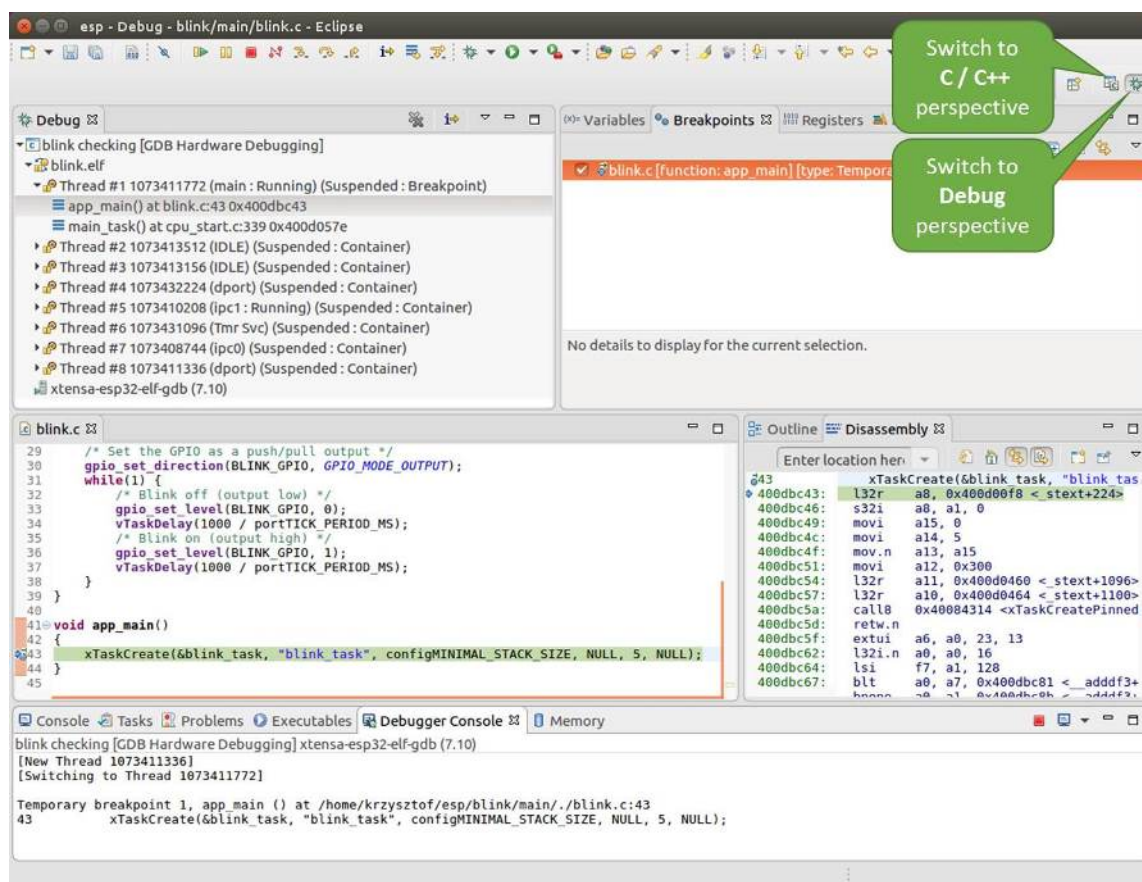 esp - Debug - blink/main/blink.c - Eclipse
Switch to
C / C++
perspective
Debug
blink checking [GDB Hardware Debugging]
blink.elf
Thread #1 1073411772 (main : Running) (Suspended : Breakpoint)
app_main() at blink.c:43 0x400dbc43
main_task() at cpu_start.c:339 0x400d057e
Thread #2 1073413512 (IDLE) (Suspended : Container)
Thread #3 1073413156 (IDLE) (Suspended : Container)
Thread #4 1073432224 (dport) (Suspended : Container)
Thread #5 1073410208 (ipc1 : Running) (Suspended : Container)
Thread #6 1073431096 (Tmr Svc) (Suspended : Container)
Thread #7 1073408744 (ipc0) (Suspended : Container)
Thread #8 1073411336 (dport) (Suspended : Container)
xtensa-esp32-elf-gdb (7.10)
(x)= Variables Breakpoints Registers
blink.c [function: app_main] [type: Tempora
Switch to
Debug
perspective
No details to display for the current selection.
blink.c
29 /* Set the GPIO as a push/pull output */
30 gpio_set_direction(BLINK_GPIO, GPIO_MODE_OUTPUT);
31 while(1) {
32 /* Blink off (output low) */
33 gpio_set_level(BLINK_GPIO, 0);
34 vTaskDelay(1000 / portTICK_PERIOD_MS);
35 /* Blink on (output high) */
36 gpio_set_level(BLINK_GPIO, 1);
37 vTaskDelay(1000 / portTICK_PERIOD_MS);
38 }
39 }
40
41 void app_main()
42 {
43 xTaskCreate(&blink_task, "blink_task", configMINIMAL_STACK_SIZE, NULL, 5, NULL);
44 }
45
Outline Disassembly
Enter location her
43 xTaskCreate(&blink_task, "blink_tas
400dbc43: l32r a8, 0x400d00f8 <_stext+224>
400dbc46: s32i a8, a1, 0
400dbc49: movi a15, 0
400dbc4c: movi a14, 5
400dbc4f: mov.n a13, a15
400dbc51: movi a12, 0x300
400dbc54: l32r a11, 0x400d0460 <_stext+1096>
400dbc57: l32r a10, 0x400d0464 <_stext+1100>
400dbc5a: call8 0x40084314 <xTaskCreatePinned
400dbc5d: retw.n
400dbc5f: extui a6, a0, 23, 13
400dbc62: l32i.n a0, a0, 16
400dbc64: lsi f7, a1, 128
400dbc67: blt a0, a7, 0x400dbc81 <__adddf3+
Console Tasks Problems Executables Debugger Console Memory
blink checking [GDB Hardware Debugging] xtensa-esp32-elf-gdb (7.10)
[New Thread 1073411336]
[Switching to Thread 1073411772]
Temporary breakpoint 1, app_main () at /home/krzysztof/esp/blink/main/./blink.c:43
43 xTaskCreate(&blink_task, "blink_task", configMINIMAL_STACK_SIZE, NULL, 5, NULL);